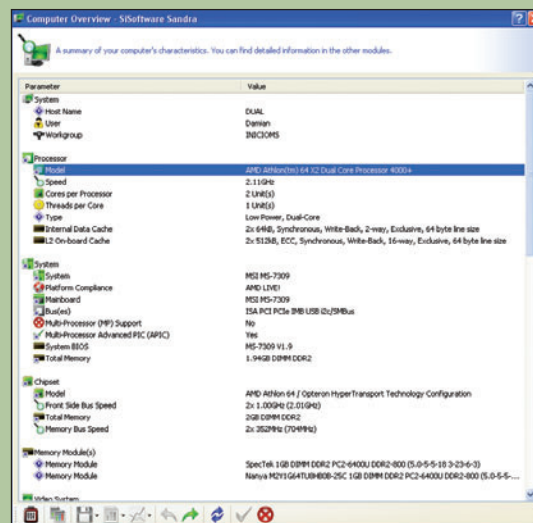 Computer Overview - SiSoftware Sandra
A summary of your computer's characteristics. You can find detailed information in the other modules.
Parameter Value
System
Host Name DUAL
User Damian
Workgroup INICIOMS
Processor
Model AMD Athlon(tm) 64 X2 Dual Core Processor 4000+
Speed 2.11GHz
Cores per Processor 2 Unit(s)
Threads per Core 1 Unit(s)
Type Low Power, Dual-Core
Internal Data Cache 2x 64kB, Synchronous, Write-Back, 2-way, Exclusive, 64 byte line size
L2 On-board Cache 2x 512kB, ECC, Synchronous, Write-Back, 16-way, Exclusive, 64 byte line size
System
System MSI MS-7309
Platform Compliance AMD LIVE!
Mainboard MSI MS-7309
Bus(es) ISA PCI PCIe IMB USB i2c/SMBus
Multi-Processor (MP) Support No
Multi-Processor Advanced PIC (APIC) Yes
System BIOS MS-7309 V1.9
Total Memory 1.94GB DIMM DDR2
Chipset
Model AMD Athlon 64 / Opteron HyperTransport Technology Configuration
Front Side Bus Speed 2x 1.00GHz (2.01GHz)
Total Memory 2GB DIMM DDR2
Memory Bus Speed 2x 352MHz (704MHz)
Memory Module(s)
Memory Module SpecTek 1GB DIMM DDR2 PC2-6400U DDR2-800 (5.0-5-5-18 3-23-6-3)
Memory Module Nanya M2Y1G64TU8HB0B-25C 1GB DIMM DDR2 PC2-6400U DDR2-800 (5.0-5-5-...
Video System